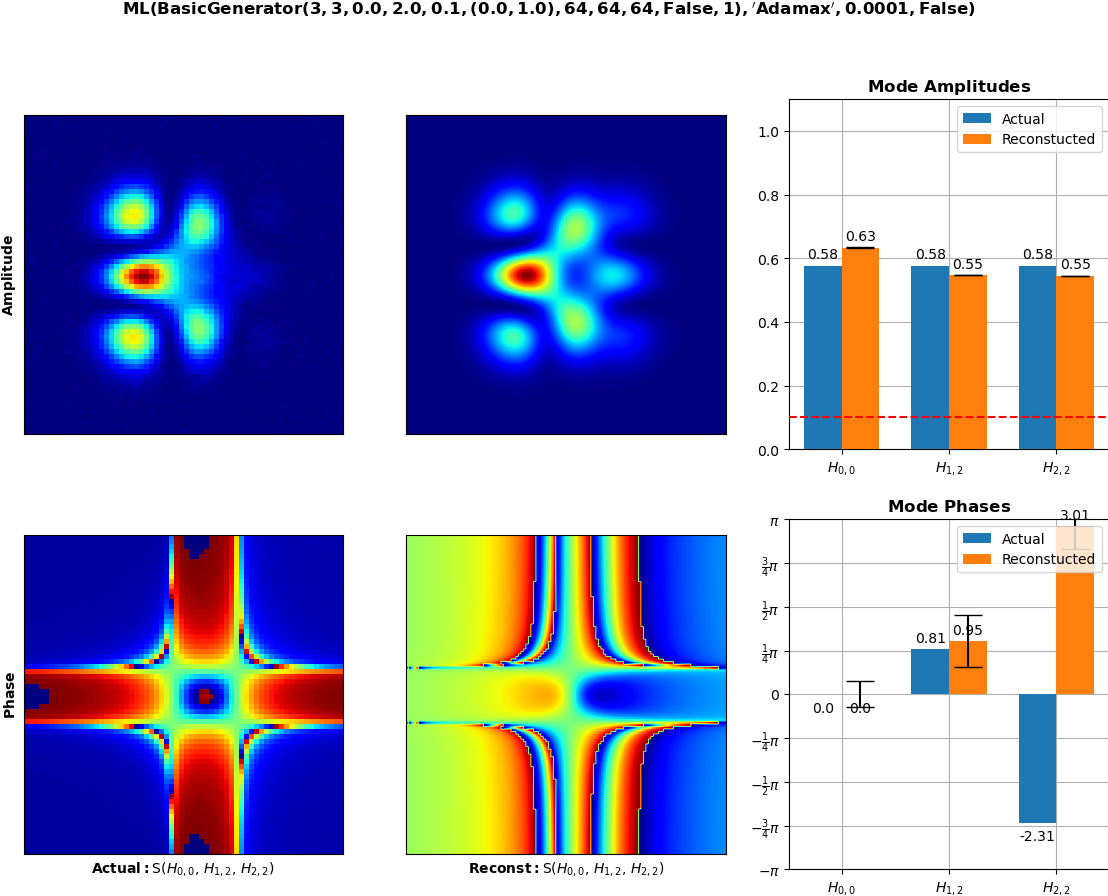 ML(BasicGenerator(3, 3, 0.0, 2.0, 0.1, (0.0, 1.0), 64, 64, 64, False, 1), ′Adamax′, 0.0001, False)
Amplitude
Mode Amplitudes
Actual
Reconstucted
1.0
0.8
0.6
0.4
0.2
0.0
0.58
0.63
0.58
0.55
0.58
0.55
H0,0
H1,2
H2,2
Phase
Actual: S(H0,0, H1,2, H2,2)
Reconst: S(H0,0, H1,2, H2,2)
Mode Phases
Actual
Reconstucted
π
3/4π
1/2π
1/4π
0
−1/4π
−1/2π
−3/4π
−π
0.0
0.0
0.81
0.95
-2.31
3.01
H0,0
H1,2
H2,2